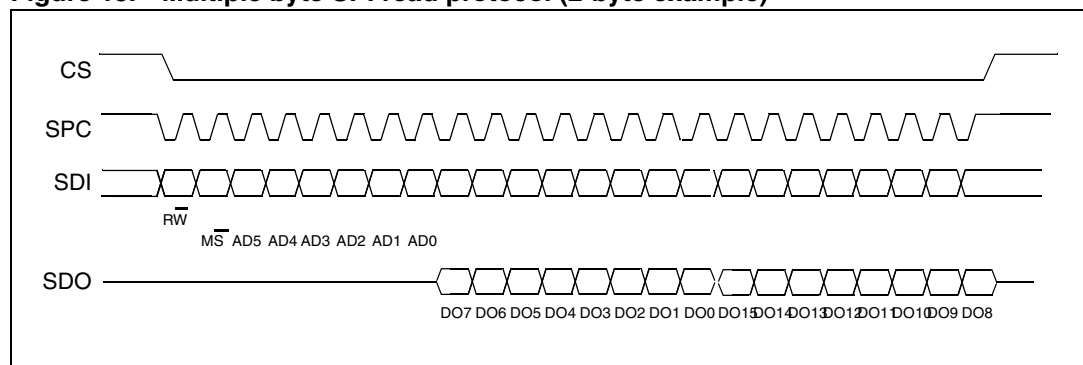 Figure 10. Multiple byte SPI read protocol (2-byte example)
CS
SPC
SDI
RW
MS AD5 AD4 AD3 AD2 AD1 AD0
SDO
DO7 DO6 DO5 DO4 DO3 DO2 DO1 DO0 DO15 DO14 DO13 DO12 DO11 DO10 DO9 DO8